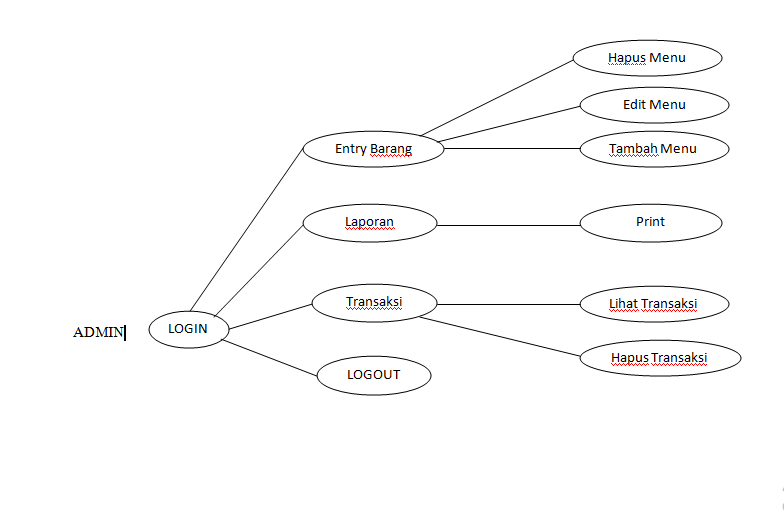 Hapus Menu
Edit Menu
Entry Barang
Tambah Menu
Laporan
Print
Transaksi
Lihat Transaksi
ADMIN
LOGIN
Hapus Transaksi
LOGOUT